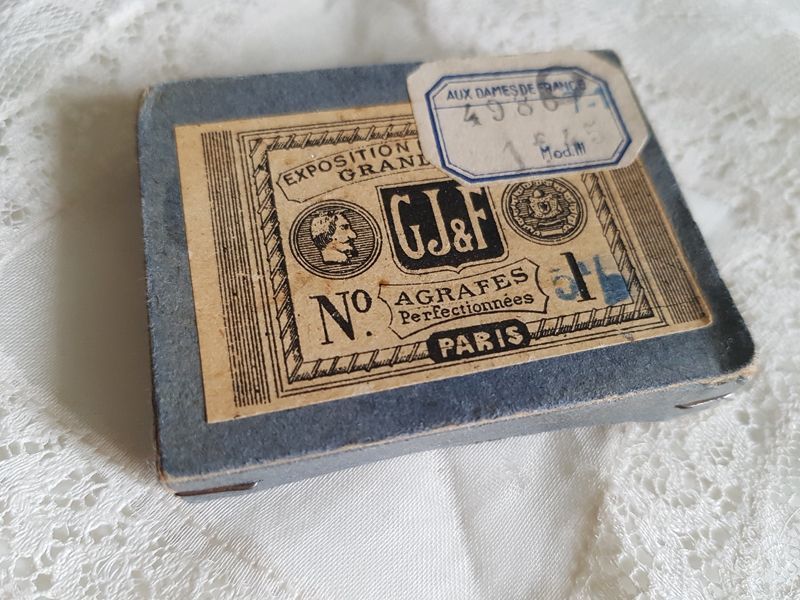 AUX DAMES DE FRANCE
Mod.M
EXPOSITION
GRAND
GJ&F
No. 1
AGRAFES
Perfectionnées
PARIS